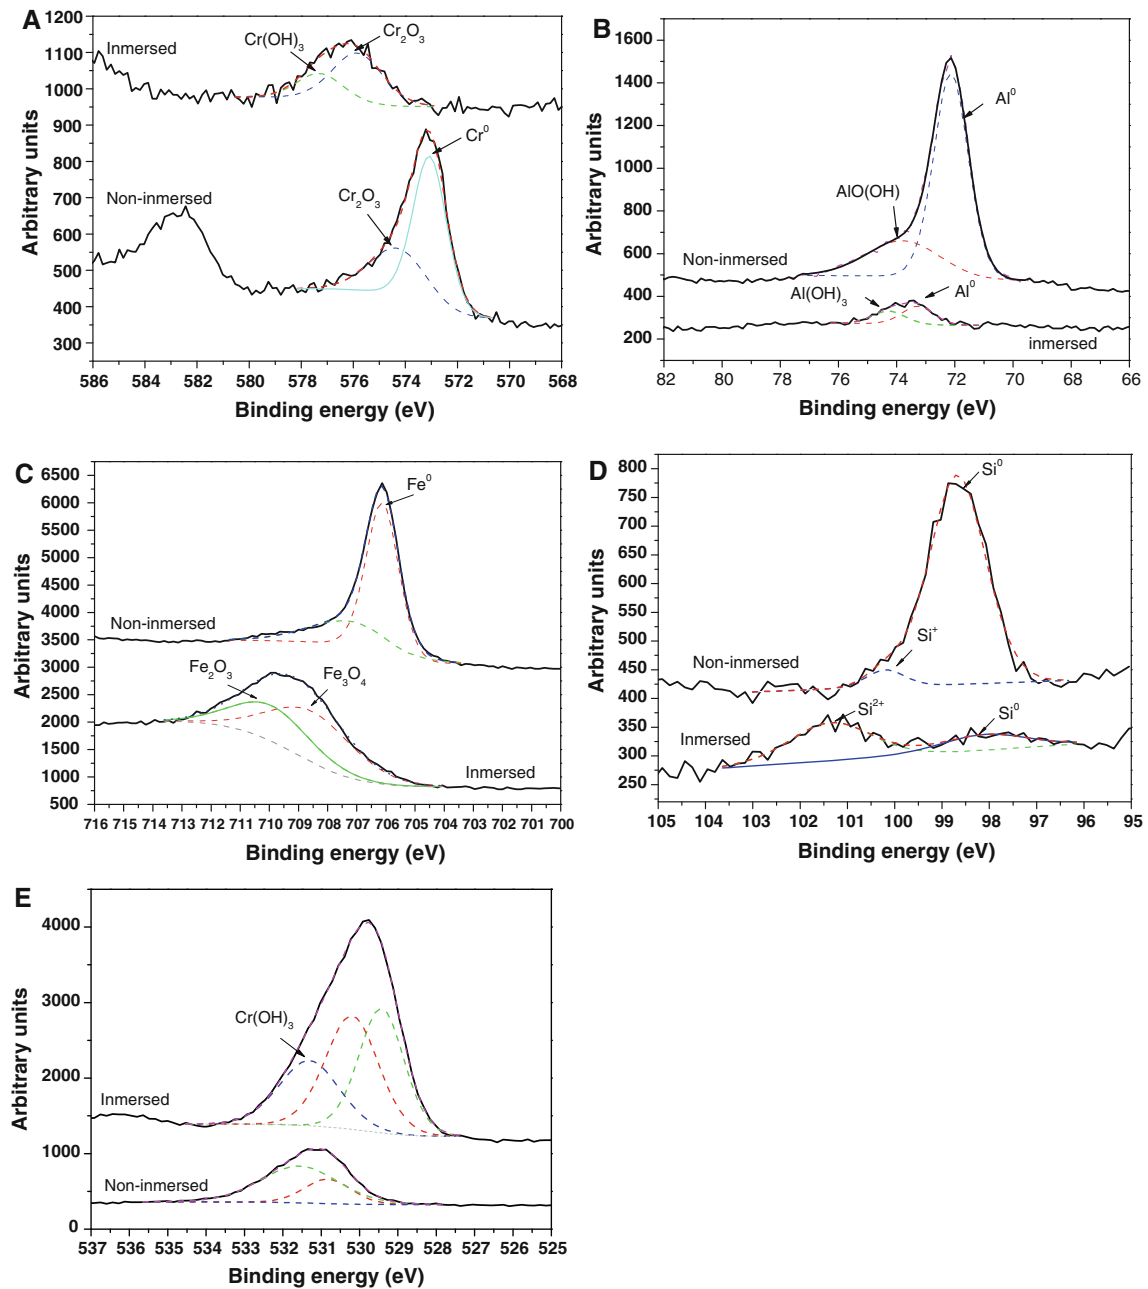 A
1200
1100
1000
900
800
700
600
500
400
300
Arbitrary units
Inmersed
Cr(OH)3
Cr2O3
Cr0
Cr2O3
Non-inmersed
586 584 582 580 578 576 574 572 570 568
Binding energy (eV)
B
1600
1400
1200
1000
800
600
400
200
Arbitrary units
Al0
AlO(OH)
Non-inmersed
Al(OH)3
Al0
inmersed
82 80 78 76 74 72 70 68 66
Binding energy (eV)
C
6500
6000
5500
5000
4500
4000
3500
3000
2500
2000
1500
1000
500
Arbitrary units
Fe0
Non-inmersed
Fe2O3
Fe3O4
Inmersed
716 715 714 713 712 711 710 709 708 707 706 705 704 703 702 701 700
Binding energy (eV)
D
800
750
700
650
600
550
500
450
400
350
300
250
Arbitrary units
Si0
Si+
Non-inmersed
Si2+
Si0
Inmersed
105 104 103 102 101 100 99 98 97 96 95
Binding energy (eV)
E
4000
3000
2000
1000
0
Arbitrary units
Cr(OH)3
Inmersed
Non-inmersed
537 536 535 534 533 532 531 530 529 528 527 526 525
Binding energy (eV)